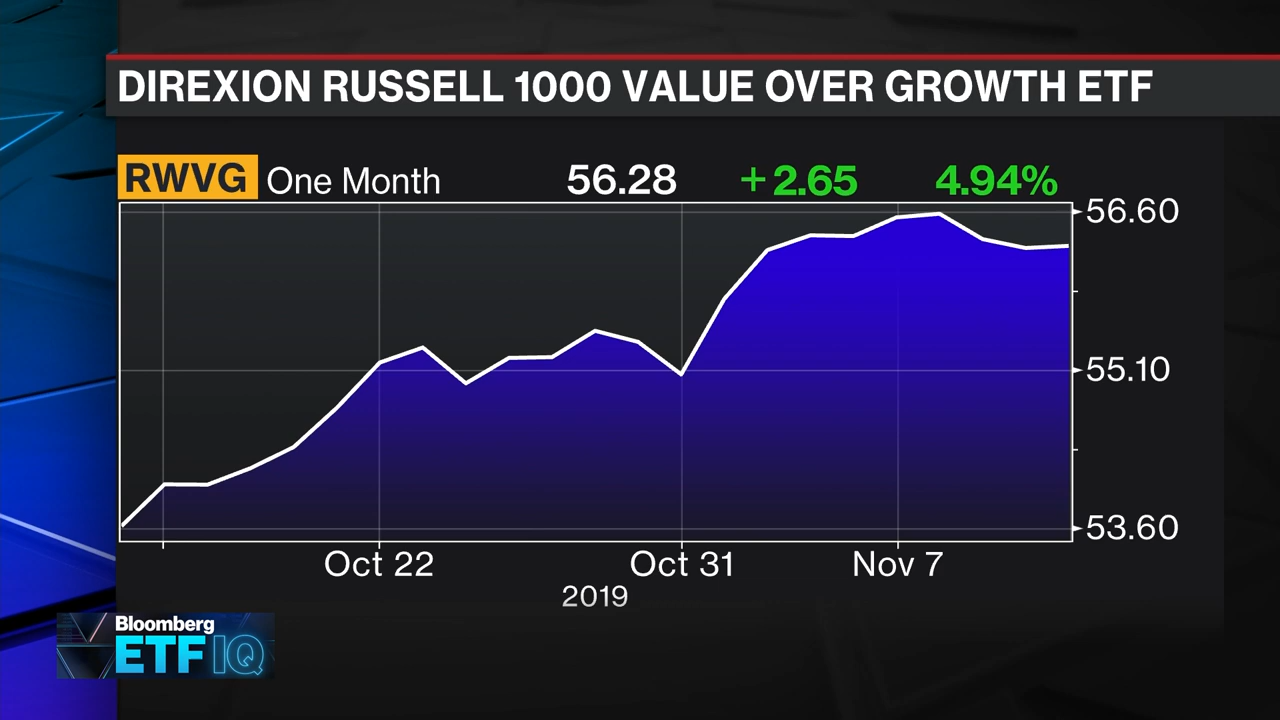 DIREXION RUSSELL 1000 VALUE OVER GROWTH ETF
RWVG One Month 56.28 +2.65 4.94%
56.60
55.10
53.60
Oct 22 Oct 31 Nov 7
2019
Bloomberg
ETF IQ